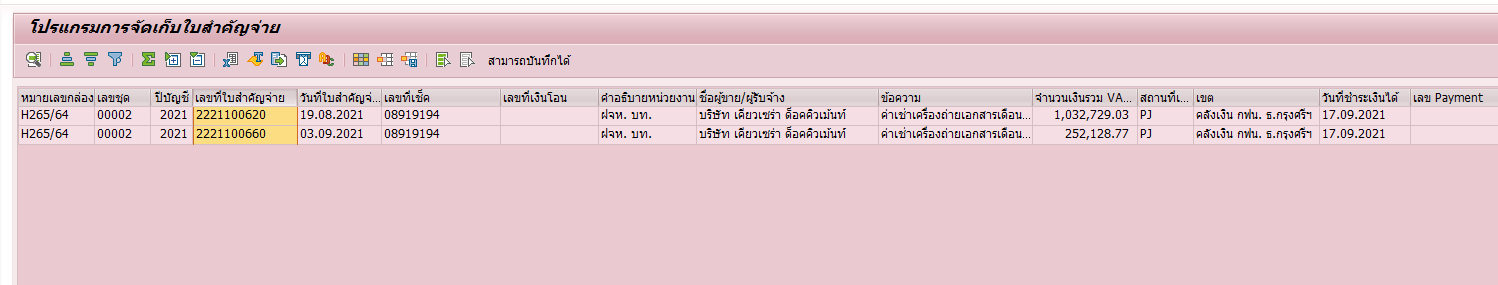 โปรแกรมการจัดเก็บใบสำคัญจ่าย
สามารถบันทึกได้
หมายเลขกล่อง เลขชุด ปีบัญชี เลขที่ใบสำคัญจ่าย วันที่ใบสำคัญจ่... เลขที่เช็ค เลขที่เงินโอน คำอธิบายหน่วยงาน ชื่อผู้ขาย/ผู้รับจ้าง ข้อความ จำนวนเงินรวม VA... สถานที่เ... เขต วันที่ชำระเงินได้ เลข Payment
H265/64 00002 2021 2221100620 19.08.2021 08919194 ฝจห. บท. บริษัท เคียวเซร่า ด็อคคิวเม้นท์ ค่าเช่าเครื่องถ่ายเอกสารเดือน... 1,032,729.03 PJ คลังเงิน กฟน. ธ.กรุงศรีฯ 17.09.2021
H265/64 00002 2021 2221100660 03.09.2021 08919194 ฝจห. บท. บริษัท เคียวเซร่า ด็อคคิวเม้นท์ ค่าเช่าเครื่องถ่ายเอกสารเดือน... 252,128.77 PJ คลังเงิน กฟน. ธ.กรุงศรีฯ 17.09.2021